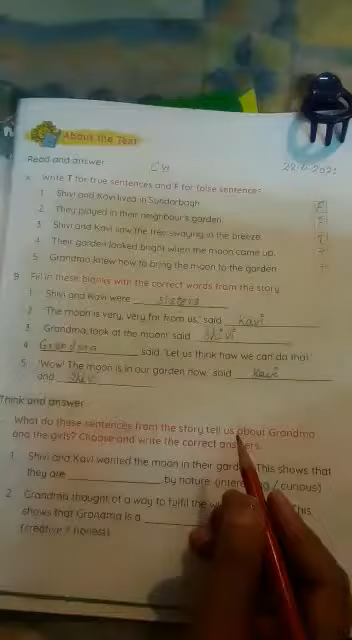 About the Text
Read and answer
CW
A. Write T for true sentences and F for false sentences.
1. Shivi and Kavi lived in Sundarbagh.
2. They played in their neighbour's garden.
3. Shivi and Kavi saw the tree swaying in the breeze.
4. Their garden looked bright when the moon came up.
5. Grandma knew how to bring the moon to the garden.
B. Fill in these blanks with the correct words from the story.
1. Shivi and Kavi were sisters
2. 'The moon is very, very far from us,' said Kavi
3. Grandma, look at the moon!' said Shivi
4. Grandma said, 'Let us think how we can do that
5. 'Wow! The moon is in our garden now,' said Kavi
and Shivi
Think and answer
What do these sentences from the story tell us about Grandma
and the girls? Choose and write the correct answers.
1. Shivi and Kavi wanted the moon in their garden. This shows that
they are by nature. / curious)
2. Grandma thought of a way to fulfil the This
shows that Grandma is a
(creative / honest)